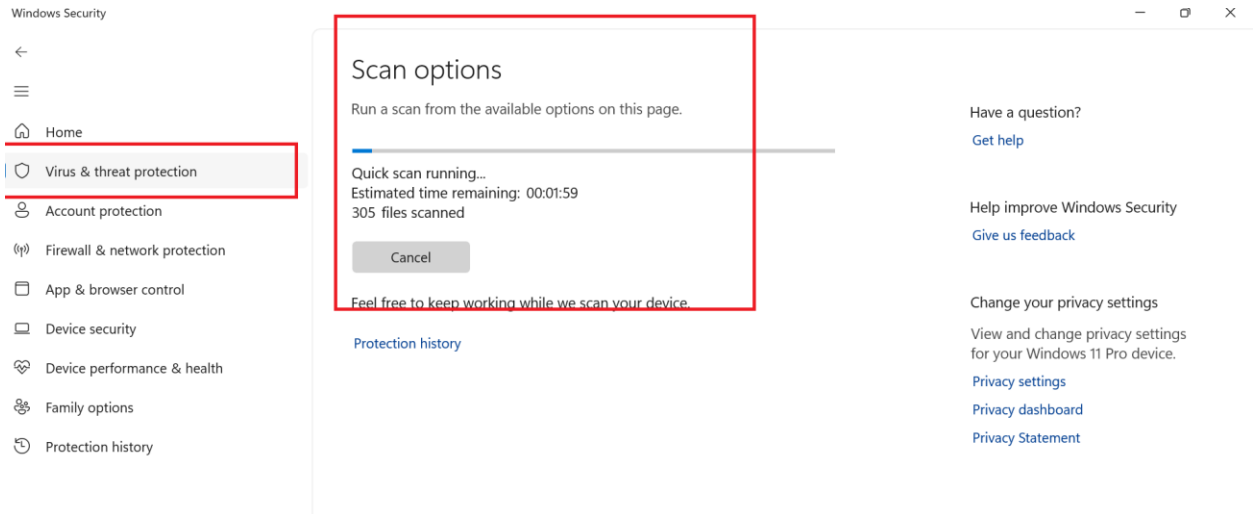 Windows Security
Home
Virus & threat protection
Account protection
Firewall & network protection
App & browser control
Device security
Device performance & health
Family options
Protection history
Scan options
Run a scan from the available options on this page.
Quick scan running...
Estimated time remaining: 00:01:59
305 files scanned
Cancel
Feel free to keep working while we scan your device.
Protection history
Have a question?
Get help
Help improve Windows Security
Give us feedback
Change your privacy settings
View and change privacy settings
for your Windows 11 Pro device.
Privacy settings
Privacy dashboard
Privacy Statement